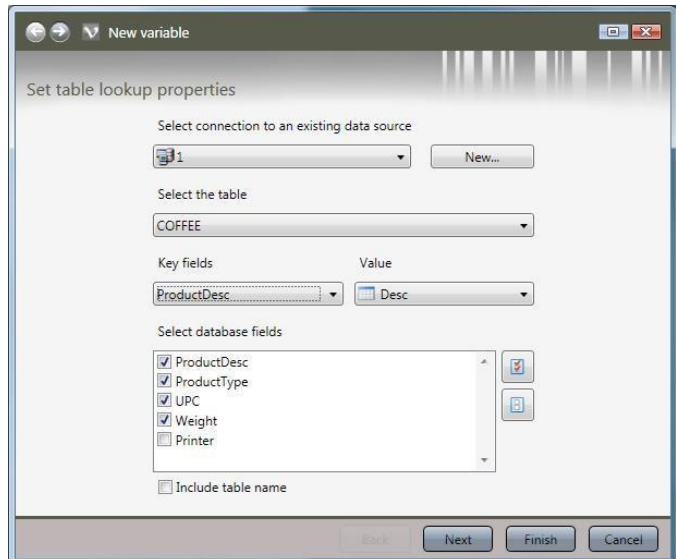 New variable
Set table lookup properties
Select connection to an existing data source
1
New...
Select the table
COFFEE
Key fields
Value
ProductDesc
Desc
Select database fields
ProductDesc
ProductType
UPC
Weight
Printer
Include table name
Back
Next
Finish
Cancel